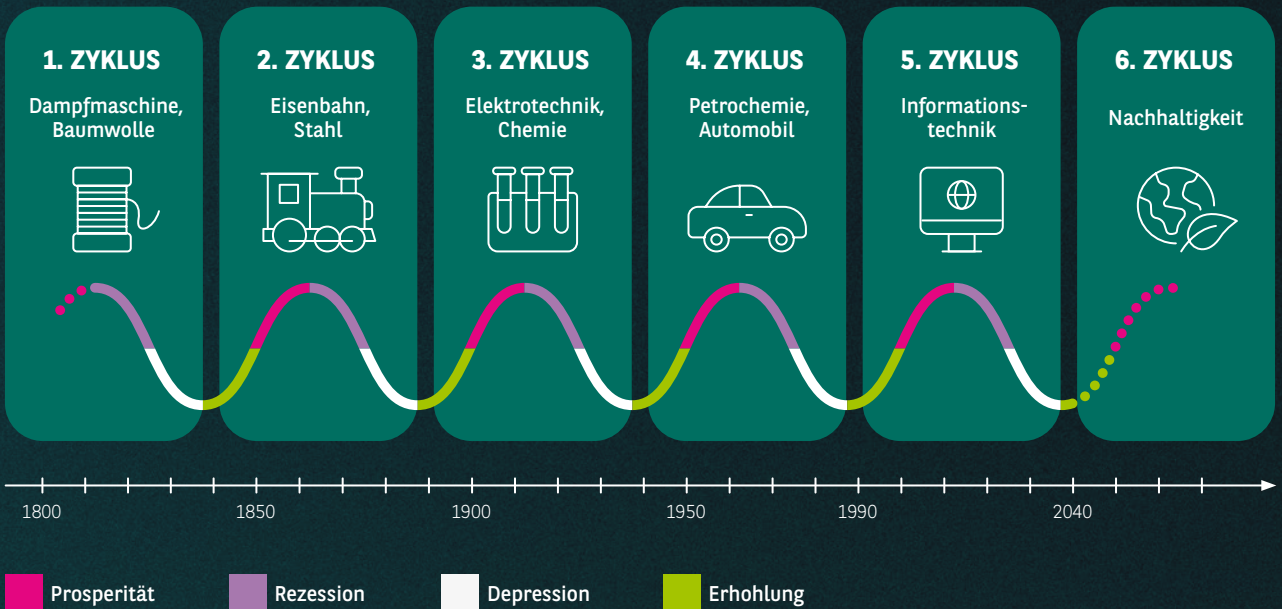 1. ZYKLUS
Dampfmaschine,
Baumwolle
2. ZYKLUS
Eisenbahn,
Stahl
3. ZYKLUS
Elektrotechnik,
Chemie
4. ZYKLUS
Petrochemie,
Automobil
5. ZYKLUS
Informations-
technik
6. ZYKLUS
Nachhaltigkeit
1800 1850 1900 1950 1990 2040
Prosperität Rezession Depression Erhohlung